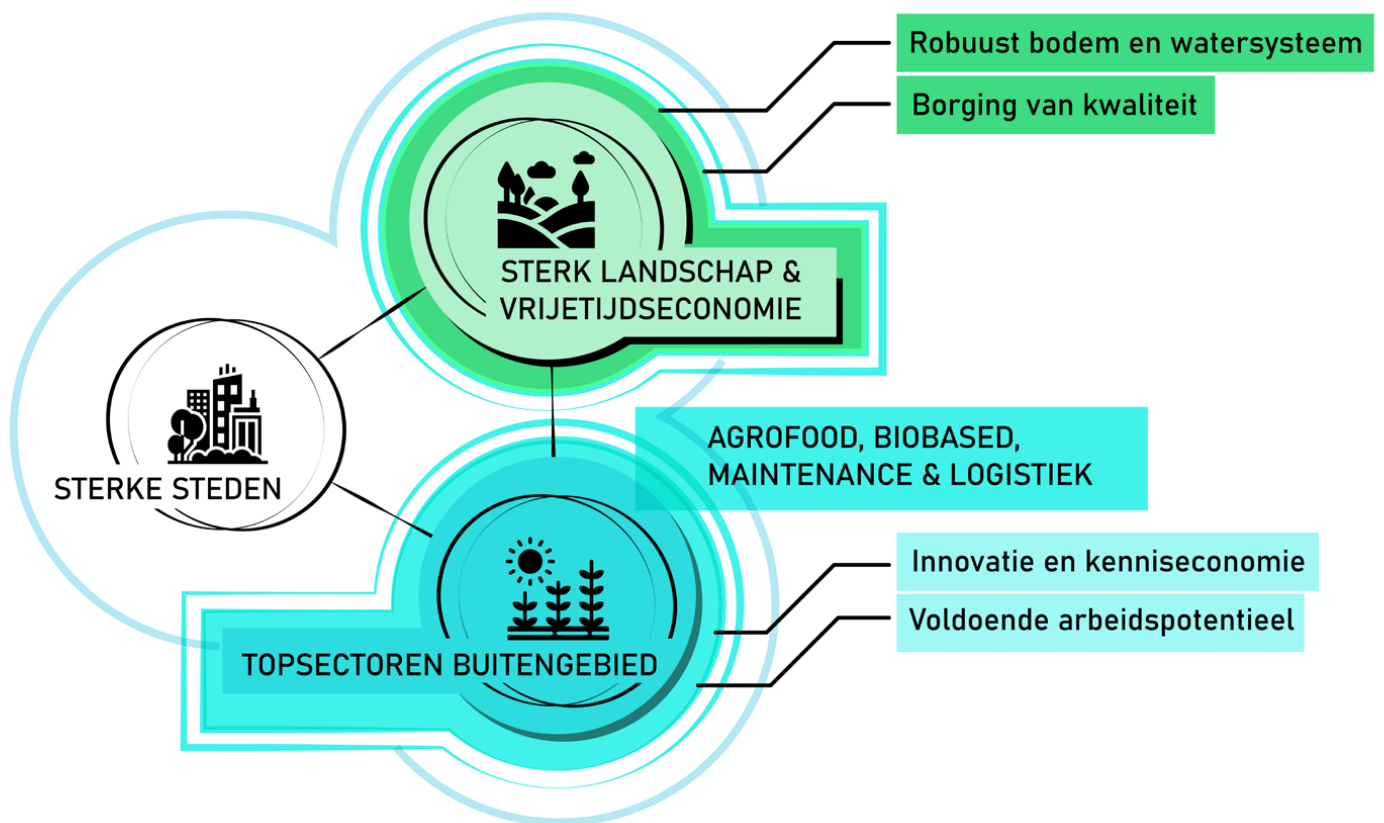 Robuust bodem en watersysteem
Borging van kwaliteit
STERK LANDSCHAP &
VRIJETIJDSECONOMIE
AGROFOOD, BIOBASED,
MAINTENANCE & LOGISTIEK
STERKE STEDEN
Innovatie en kenniseconomie
Voldoende arbeidspotentieel
TOPSECTOREN BUITENGEBIED